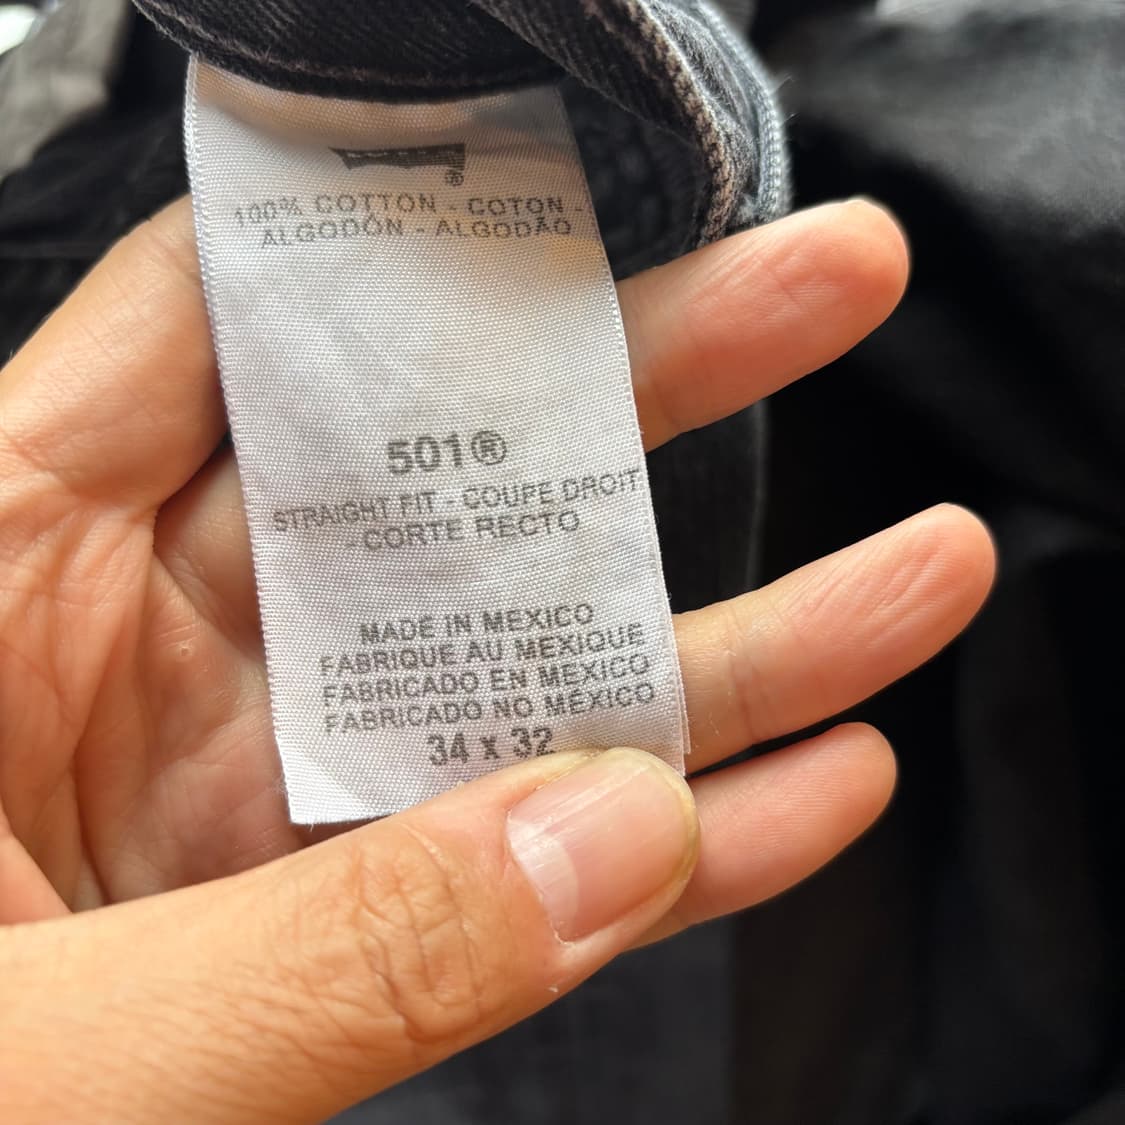 100% COTTON - COTON -
ALGODÓN - ALGODÃO
501®
STRAIGHT FIT - COUPE DROIT
- CORTE RECTO
MADE IN MEXICO
FABRIQUE AU MEXIQUE
FABRICADO EN MEXICO
FABRICADO NO MÉXICO
34 x 32